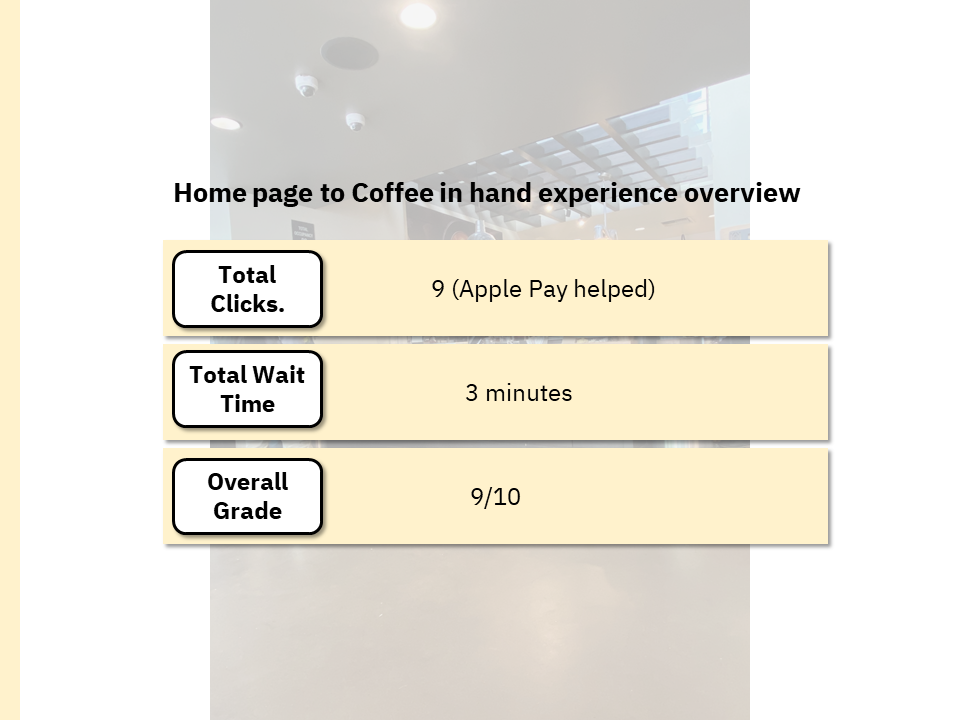 Home page to Coffee in hand experience overview
Total
Clicks.
9 (Apple Pay helped)
Total Wait
Time
3 minutes
Overall
Grade
9/10